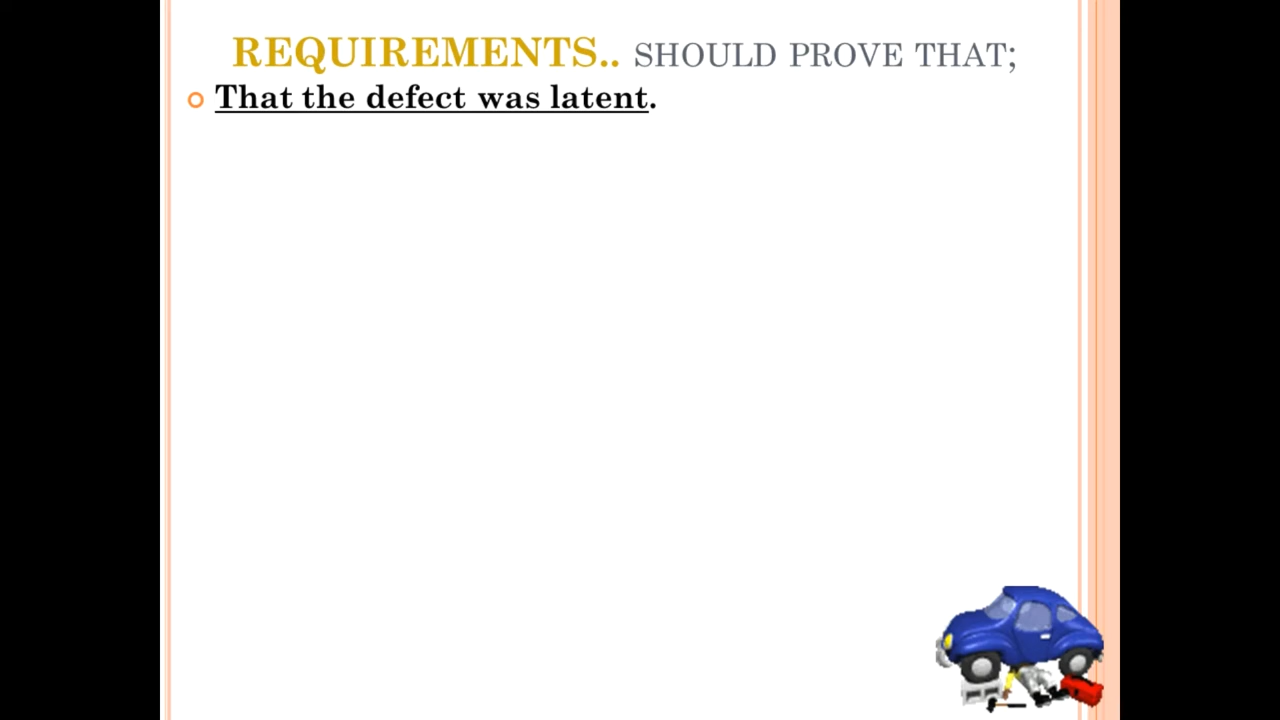 REQUIREMENTS.. SHOULD PROVE THAT;
That the defect was latent.